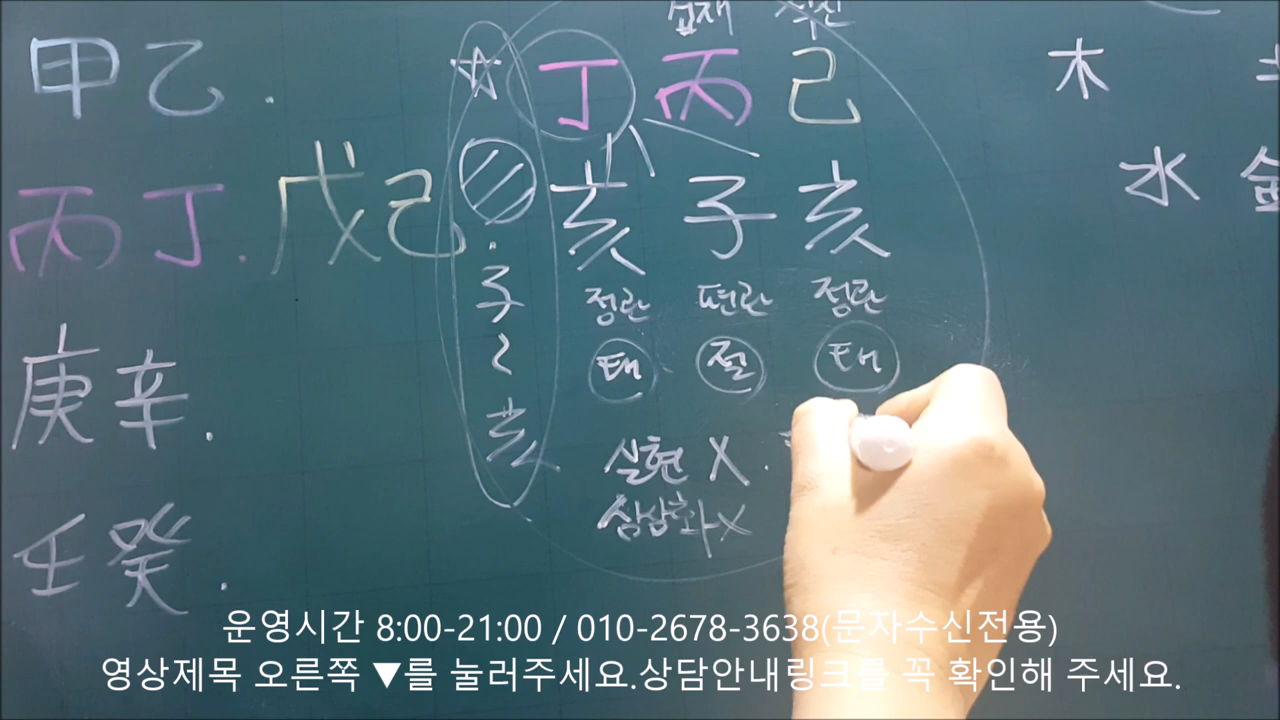 겁재
甲乙.
丙丁. 戊己
庚辛.
壬癸.
子~亥
丁丙己
亥子亥
정관 편관 정관
태 절 태
실현 X.
상화X
木
水 金
운영시간 8:00-21:00 / 010-2678-3638(문자수신전용)
영상제목 오른쪽 ▼를 눌러주세요.상담안내링크를 꼭 확인해 주세요.